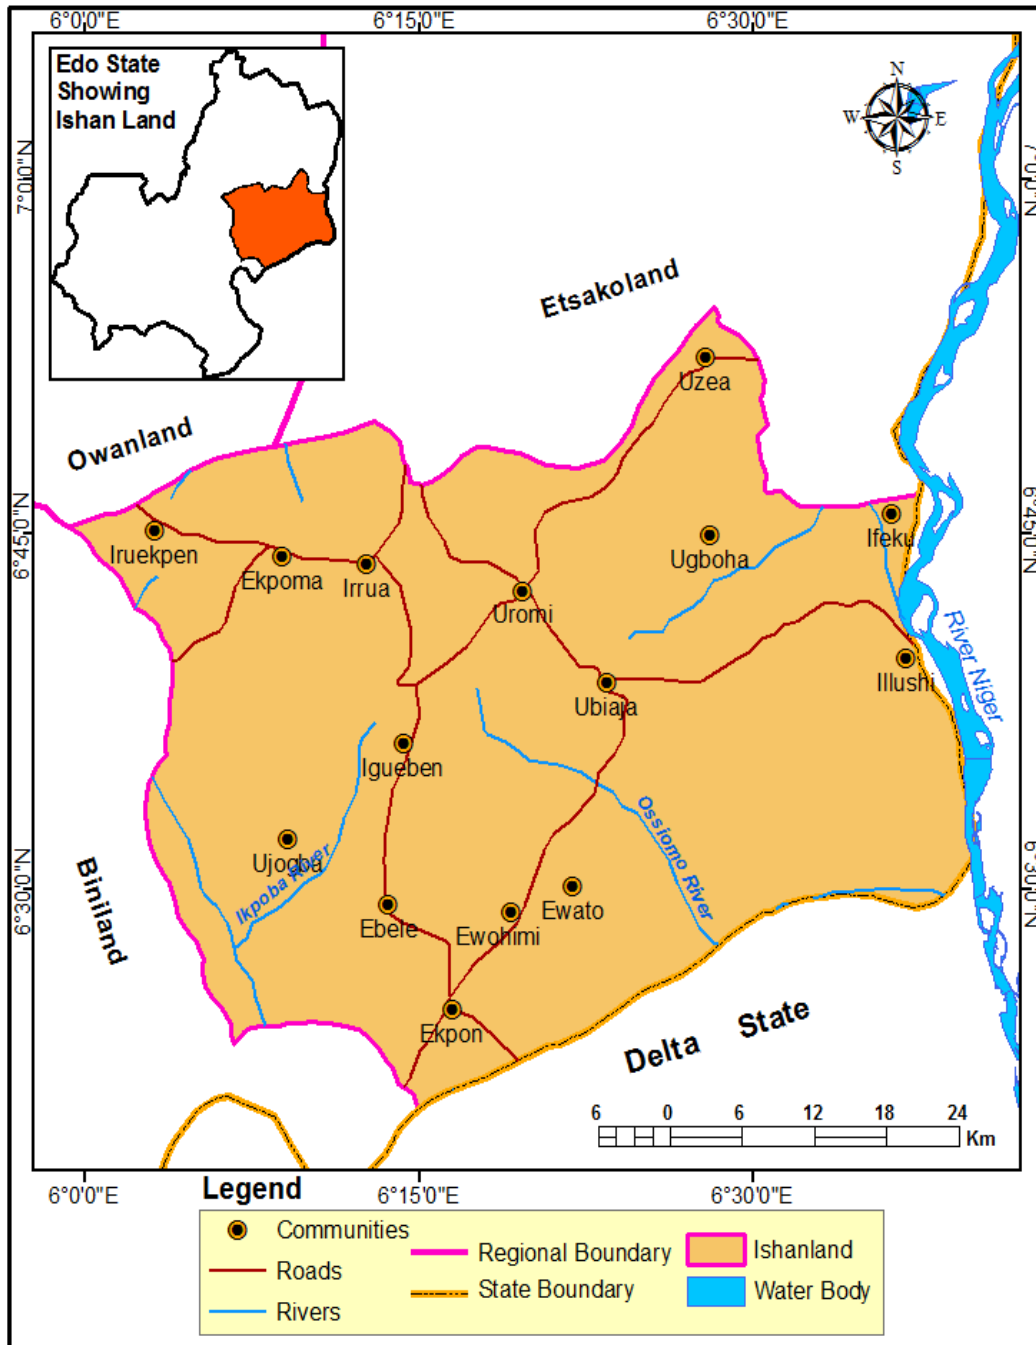 6°0'0"E
6°15'0"E
6°30'0"E
Edo State
Showing
Ishan Land
N
W
E
S
7°0'0"N
7°0'0"N
Etsakoland
Uzea
Owanland
6°45'0"N
6°45'0"N
Iruekpen
Ekpoma
Irrua
Uromi
Ugboha
Ifeku
Ubiaja
Illushi
River Niger
Igueben
Ujogba
Ikpoba River
Ossiomo River
Biniland
6°30'0"N
6°30'0"N
Ebele
Ewohimi
Ewato
Ekpon
Delta State
6 0 6 12 18 24
Km
6°0'0"E
6°15'0"E
6°30'0"E
Legend
Communities
Roads
Rivers
Regional Boundary
State Boundary
Ishanland
Water Body